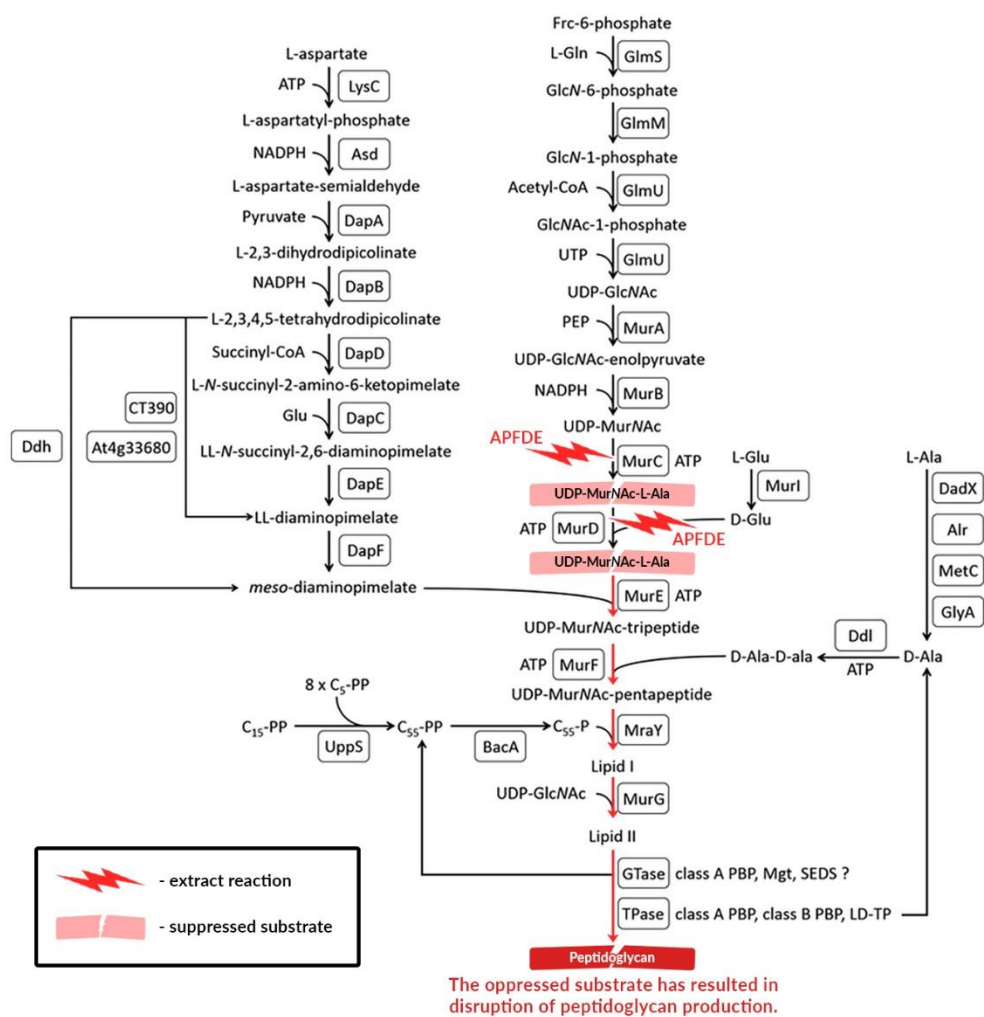 Frc-6-phosphate
L-Gln GlmS
GlcN-6-phosphate
GlmM
GlcN-1-phosphate
Acetyl-CoA GlmU
GlcNAc-1-phosphate
UTP GlmU
UDP-GlcNAc
PEP MurA
UDP-GlcNAc-enolpyruvate
NADPH MurB
UDP-MurNAc
APFDE
MurC ATP
UDP-MurNAc-L-Ala
ATP MurD
APFDE
UDP-MurNAc-L-Ala
MurE ATP
UDP-MurNAc-tripeptide
ATP MurF
UDP-MurNAc-pentapeptide
MraY
Lipid I
UDP-GlcNAc MurG
Lipid II
GTase class A PBP, Mgt, SEDS ?
TPase class A PBP, class B PBP, LD-TP
Peptidoglycan
The oppressed substrate has resulted in
disruption of peptidoglycan production.
L-aspartate
ATP LysC
L-aspartatyl-phosphate
NADPH Asd
L-aspartate-semialdehyde
Pyruvate DapA
L-2,3-dihydrodipicolinate
NADPH DapB
L-2,3,4,5-tetrahydrodipicolinate
Succinyl-CoA DapD
L-N-succinyl-2-amino-6-ketopimelate
Glu DapC
LL-N-succinyl-2,6-diaminopimelate
DapE
LL-diaminopimelate
DapF
meso-diaminopimelate
Ddh
CT390
At4g33680
L-Glu
MurI
D-Glu
L-Ala
DadX
Alr
MetC
GlyA
D-Ala
Ddl
ATP
D-Ala-D-ala
8 x C5-PP
C15-PP
UppS
C55-PP
BacA
C55-P
- extract reaction
- suppressed substrate